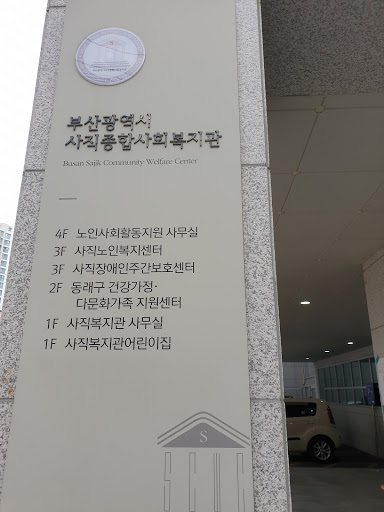 부산광역시
사직종합사회복지관
Busan Sajik Community Welfare Center
4F 노인사회활동지원 사무실
3F 사직노인복지센터
3F 사직장애인주간보호센터
2F 동래구 건강가정·
다문화가족 지원센터
1F 사직복지관 사무실
1F 사직복지관어린이집
S
SCWC